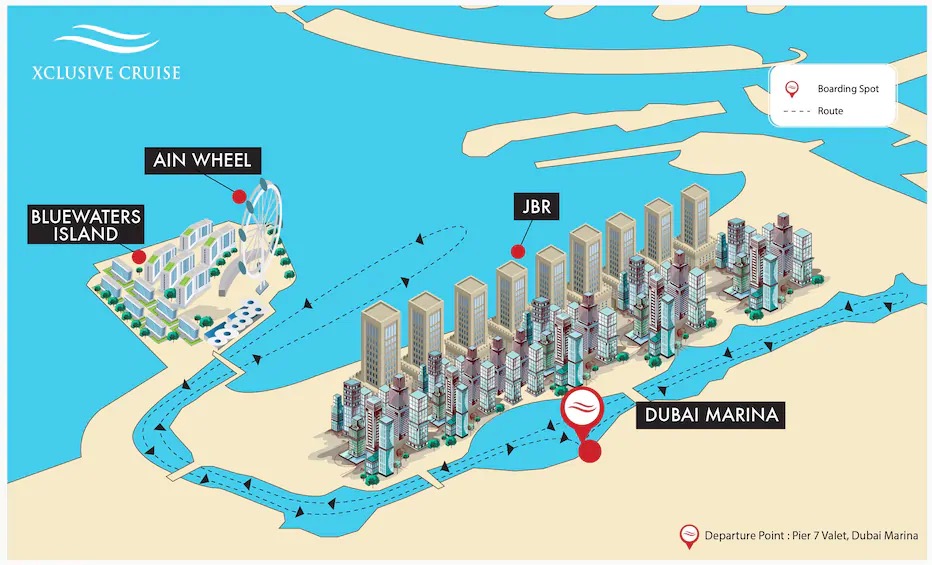 XCLUSIVE CRUISE
Boarding Spot
Route
AIN WHEEL
BLUEWATERS
ISLAND
JBR
DUBAI MARINA
Departure Point : Pier 7 Valet, Dubai Marina